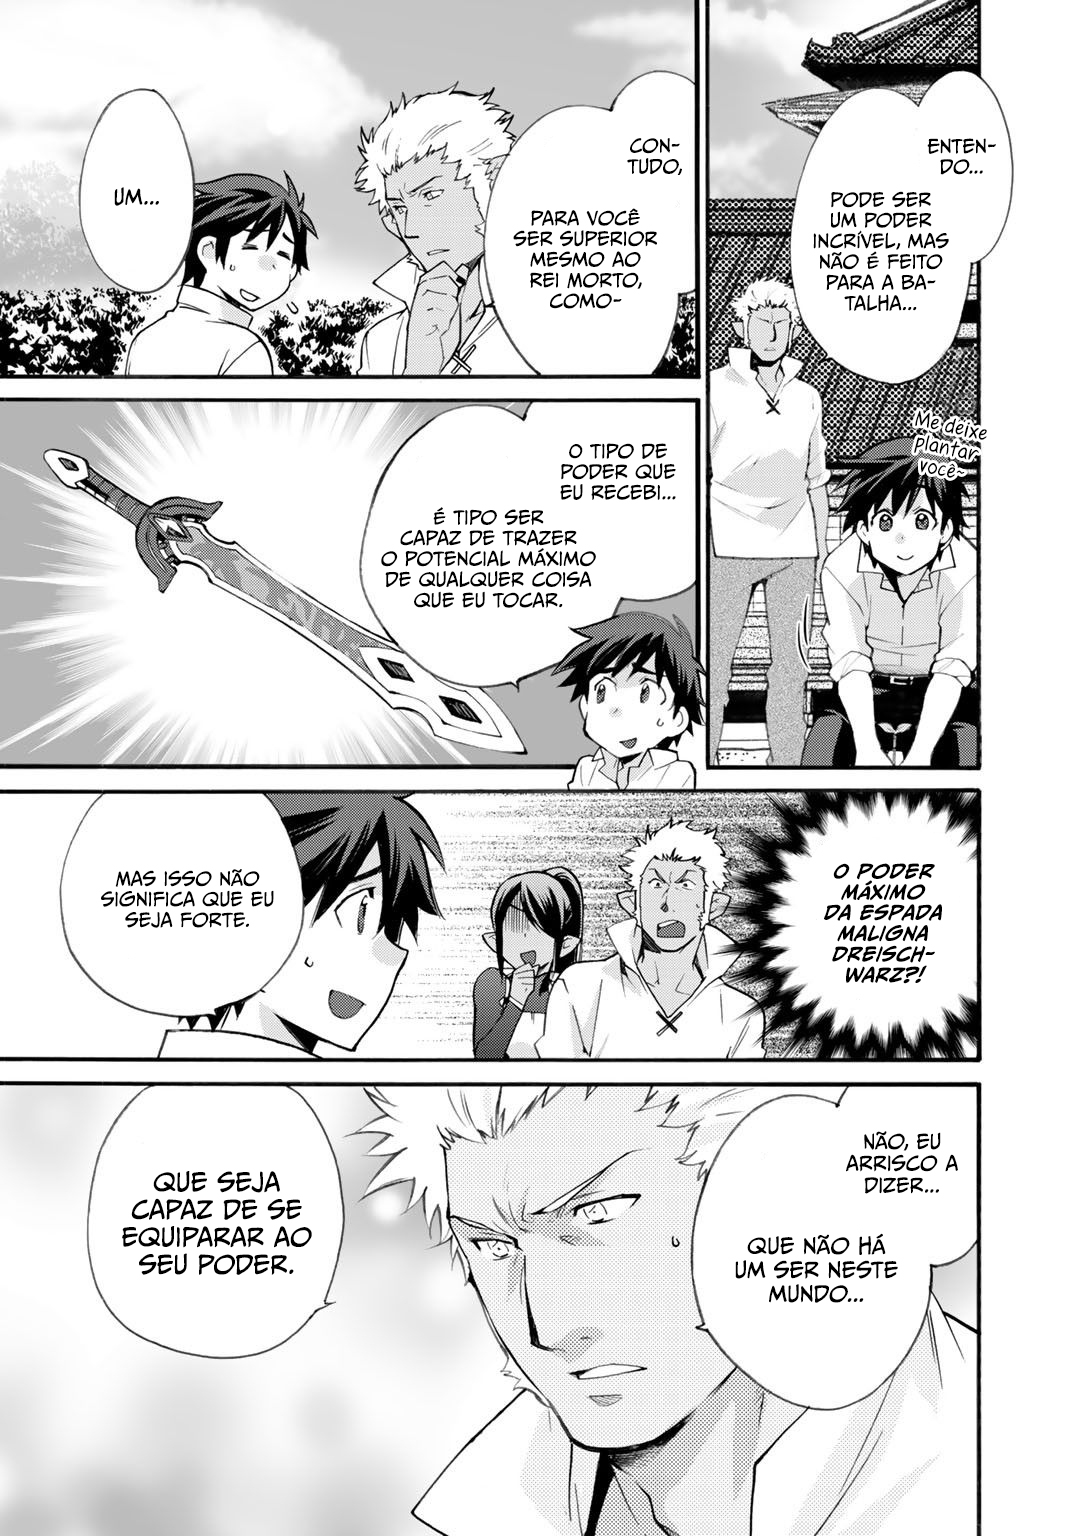 ENTEN-
DO...
PODE SER
UM PODER
INCRÍVEL, MAS
NÃO É FEITO
PARA A BA-
TALHA...
Me deixe
plantar
você~
CON-
TUDO,
PARA VOCÊ
SER SUPERIOR
MESMO AO
REI MORTO,
COMO-
UM...
O TIPO DE
PODER QUE
EU RECEBI...
É TIPO SER
CAPAZ DE TRAZER
O POTENCIAL MÁXIMO
DE QUALQUER COISA
QUE EU TOCAR.
O PODER
MÁXIMO
DA ESPADA
MALIGNA
DREISCH-
WARZ?!
MAS ISSO NÃO
SIGNIFICA QUE EU
SEJA FORTE.
NÃO, EU
ARRISCO A
DIZER...
QUE NÃO HÁ
UM SER NESTE
MUNDO...
QUE SEJA
CAPAZ DE SE
EQUIPARAR AO
SEU PODER.